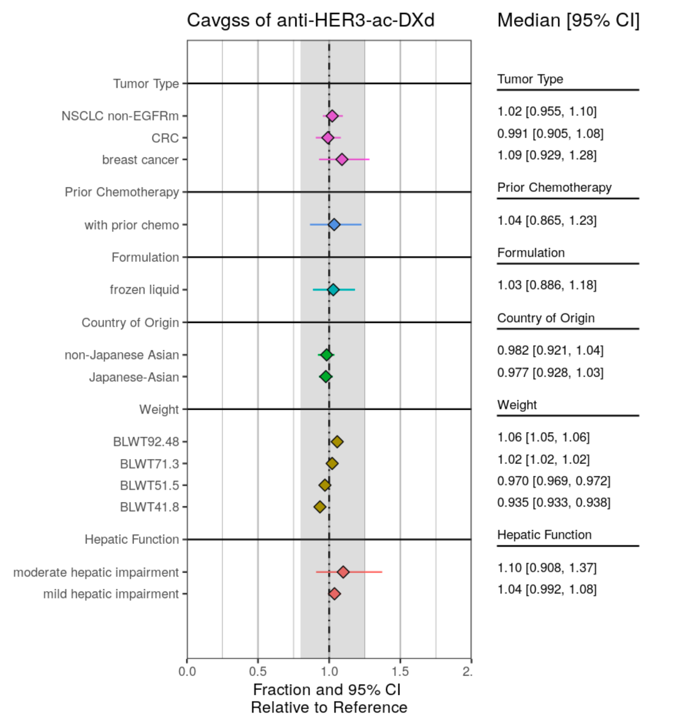 Cavgss of anti-HER3-ac-DXd
Median [95% CI]
Tumor Type
Tumor Type
NSCLC non-EGFRm
1.02 [0.955, 1.10]
CRC
0.991 [0.905, 1.08]
breast cancer
1.09 [0.929, 1.28]
Prior Chemotherapy
Prior Chemotherapy
with prior chemo
1.04 [0.865, 1.23]
Formulation
Formulation
frozen liquid
1.03 [0.886, 1.18]
Country of Origin
Country of Origin
non-Japanese Asian
0.982 [0.921, 1.04]
Japanese-Asian
0.977 [0.928, 1.03]
Weight
Weight
BLWT92.48
1.06 [1.05, 1.06]
BLWT71.3
1.02 [1.02, 1.02]
BLWT51.5
0.970 [0.969, 0.972]
BLWT41.8
0.935 [0.933, 0.938]
Hepatic Function
Hepatic Function
moderate hepatic impairment
1.10 [0.908, 1.37]
mild hepatic impairment
1.04 [0.992, 1.08]
0.0 0.5 1.0 1.5 2.
Fraction and 95% CI
Relative to Reference